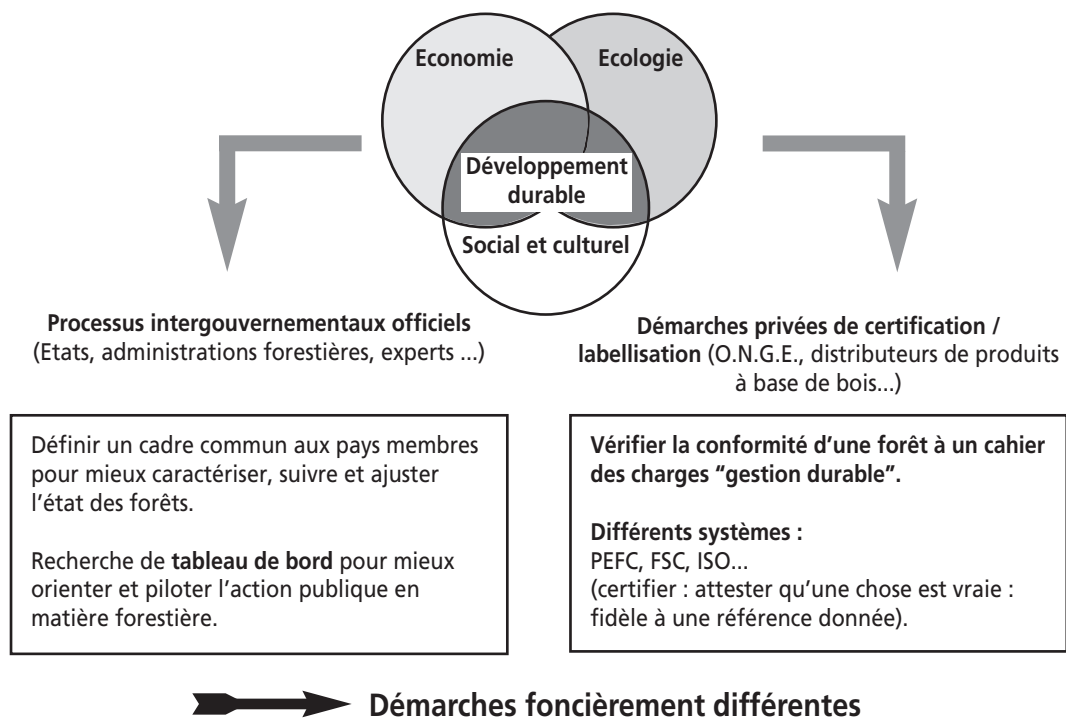 Economie
Ecologie
Développement
durable
Social et culturel
Processus intergouvernementaux officiels
(Etats, administrations forestières, experts ...)
Définir un cadre commun aux pays membres
pour mieux caractériser, suivre et ajuster
l’état des forêts.
Recherche de tableau de bord pour mieux
orienter et piloter l’action publique en
matière forestière.
Démarches privées de certification /
labellisation (O.N.G.E., distributeurs de produits
à base de bois...)
Vérifier la conformité d’une forêt à un cahier
des charges “gestion durable”.
Différents systèmes :
PEFC, FSC, ISO...
(certifier : attester qu’une chose est vraie :
fidèle à une référence donnée).
Démarches foncièrement différentes